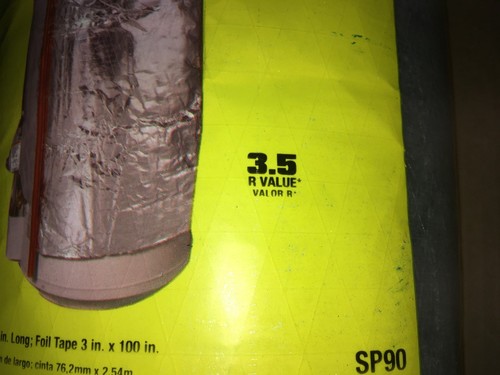 3.5
R VALUE*
VALOR R*
in. Long; Foil Tape 3 in. x 100 in.
de largo; cinta 76,2mm x 2,54m
SP90